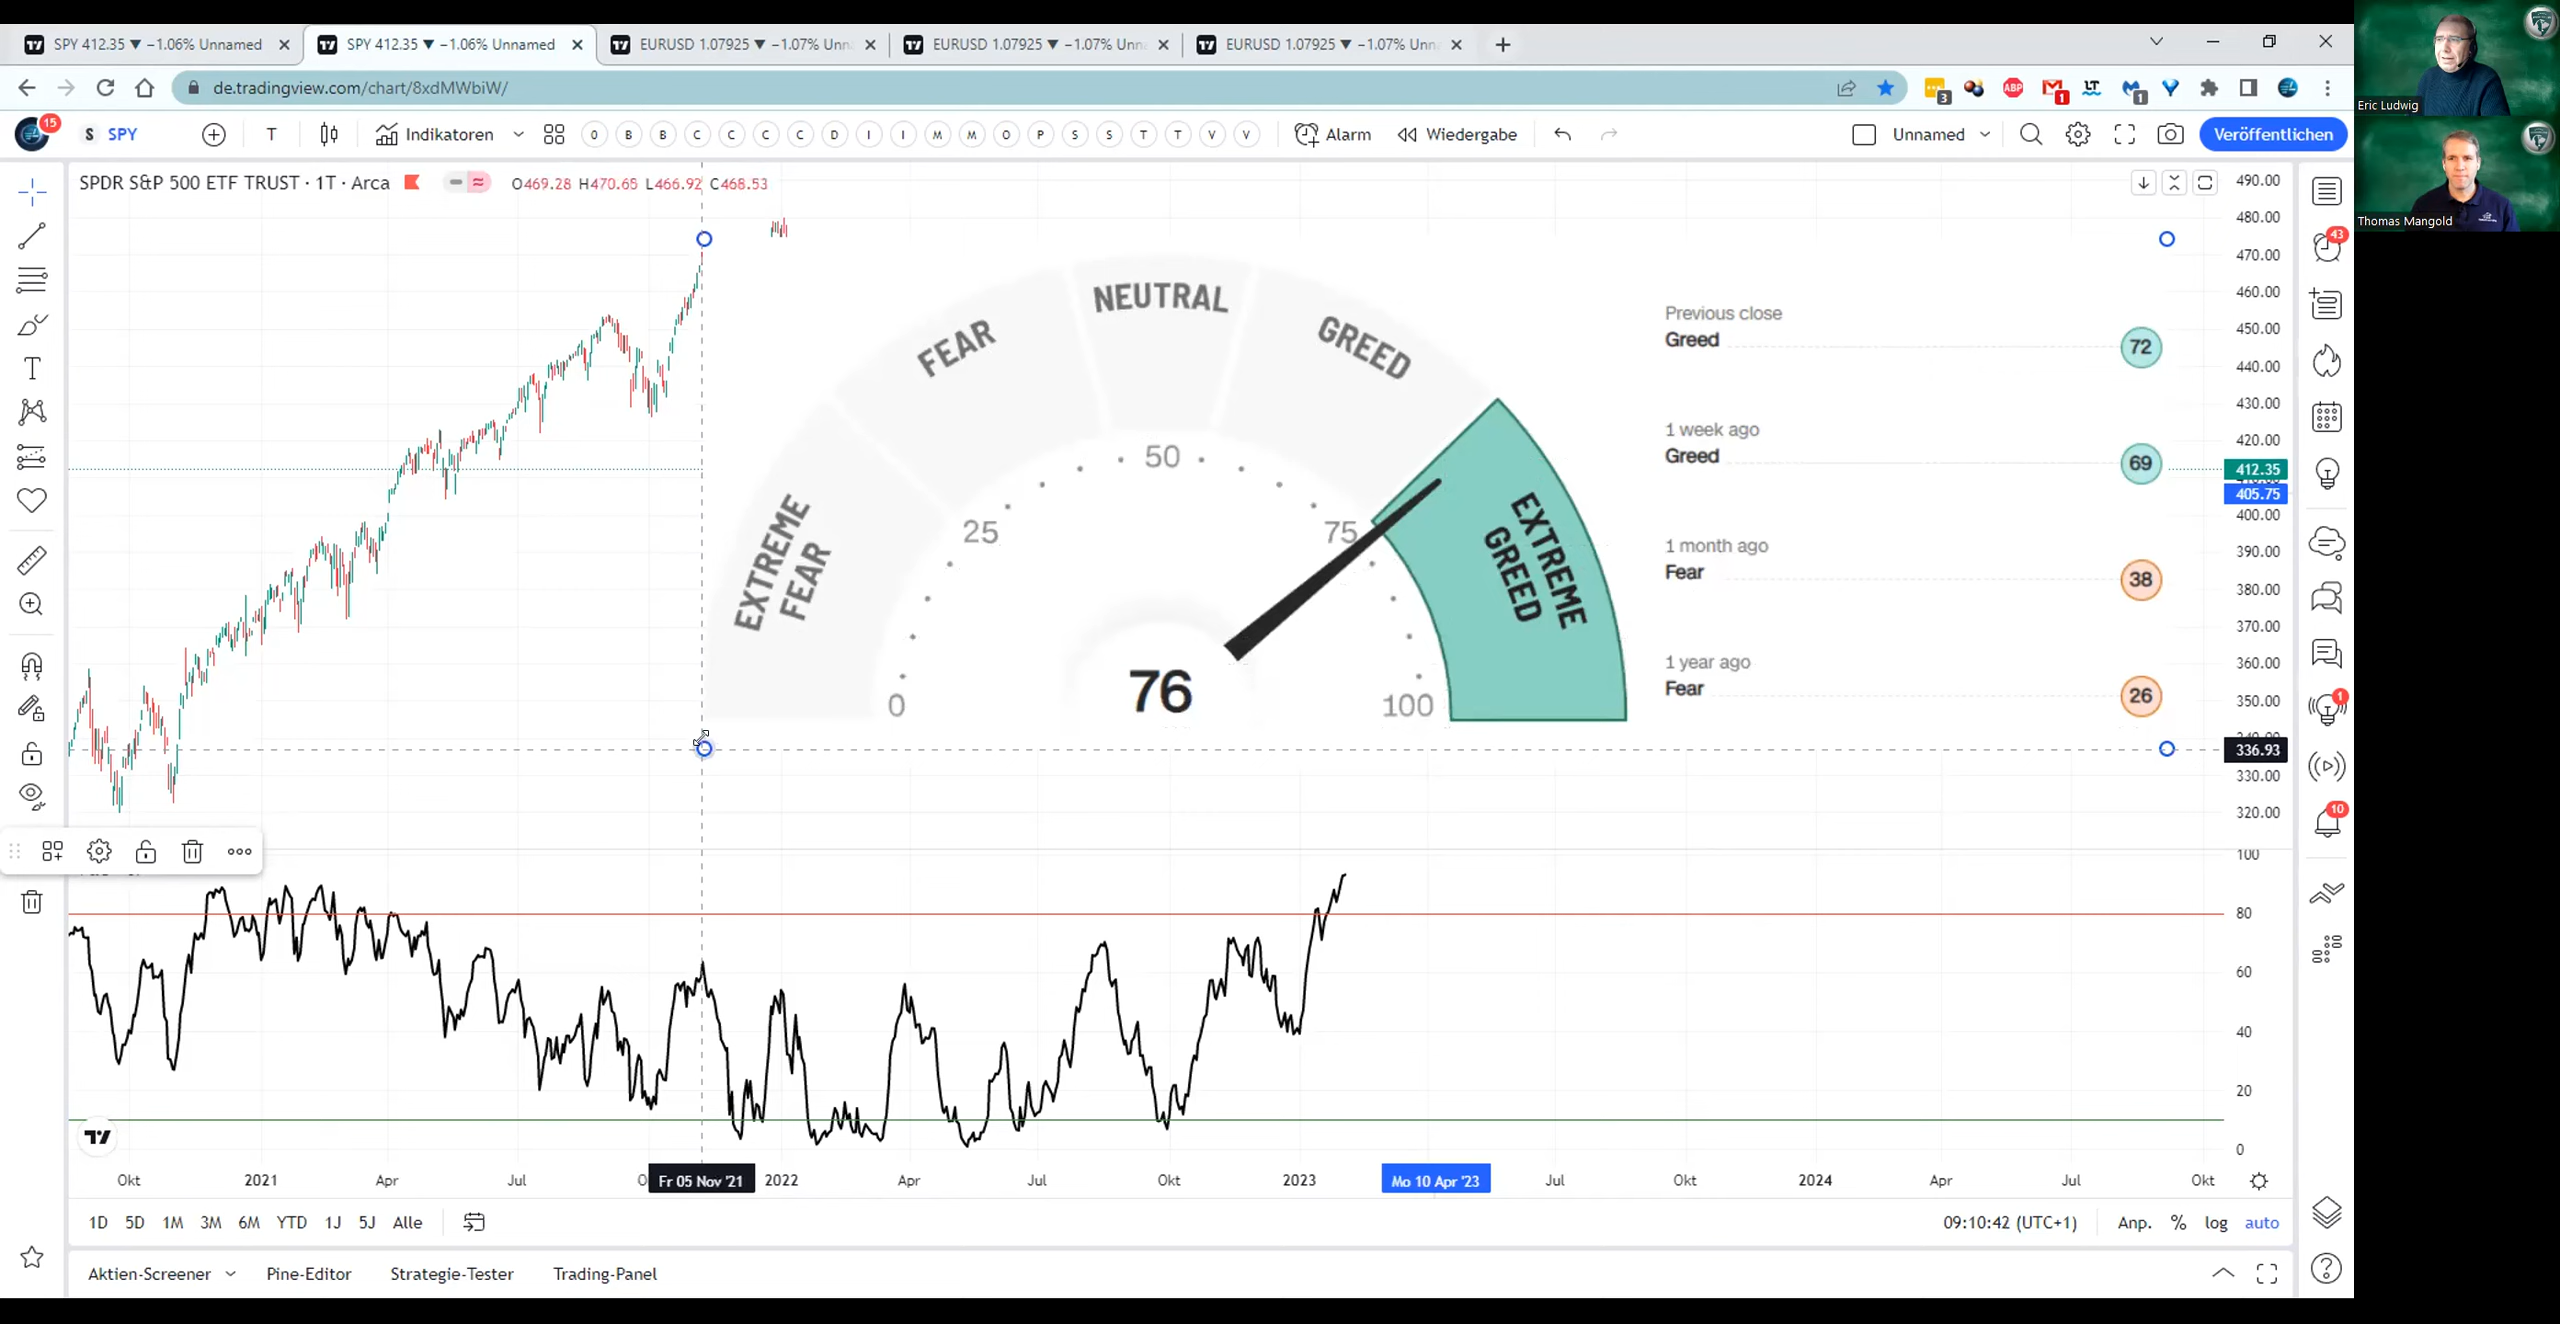 SPY 412.35 ▼ −1.06% Unnamed
SPY 412.35 ▼ −1.06% Unnamed
EURUSD 1.07925 ▼ −1.07% Unn
EURUSD 1.07925 ▼ −1.07% Unn
EURUSD 1.07925 ▼ −1.07% Unn
de.tradingview.com/chart/8xdMWbiW/
3
ABP
1
LT
1
Eric Ludwig
15
S SPY
T
Indikatoren
O B B C C C C D I I M M O P S S T T V V
Alarm
Wiedergabe
Unnamed
Veröffentlichen
Thomas Mangold
SPDR S&P 500 ETF TRUST · 1T · Arca
O469.28 H470.65 L466.92 C468.53
490.00
480.00
470.00
460.00
450.00
440.00
430.00
420.00
412.35
405.75
400.00
390.00
380.00
370.00
360.00
350.00
336.93
330.00
320.00
43
1
10
EXTREME FEAR
FEAR
NEUTRAL
GREED
EXTREME GREED
0
25
50
75
100
76
Previous close
Greed
72
1 week ago
Greed
69
1 month ago
Fear
38
1 year ago
Fear
26
100
80
60
40
20
0
Okt 2021 Apr Jul O Fr 05 Nov '21 2022 Apr Jul Okt 2023 Mo 10 Apr '23 Jul Okt 2024 Apr Jul Okt
1D 5D 1M 3M 6M YTD 1J 5J Alle
09:10:42 (UTC+1)
Anp. % log auto
Aktien-Screener
Pine-Editor
Strategie-Tester
Trading-Panel